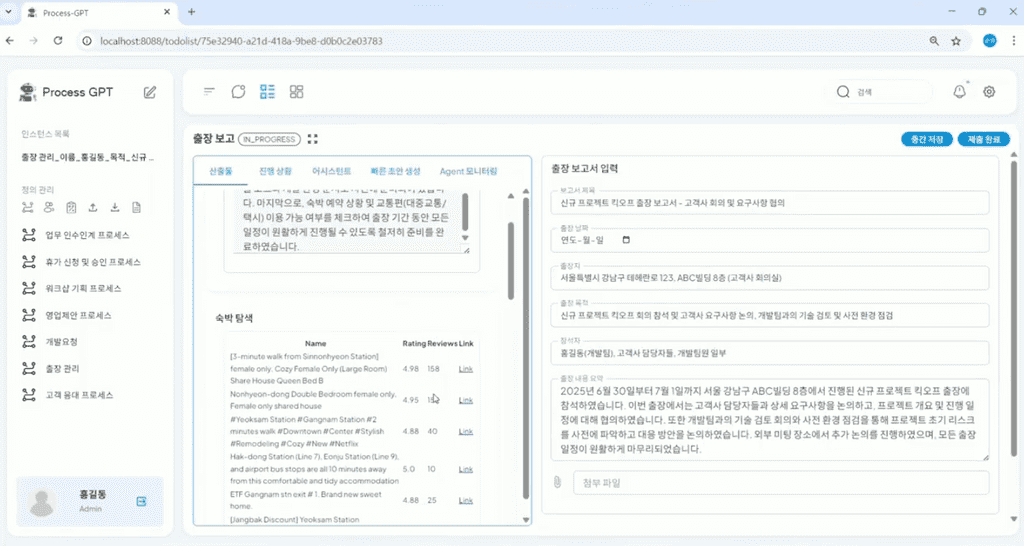 Process-GPT
localhost:8088/todolist/75e32940-a21d-418a-9be8-d0b0c2e03783
Process GPT
검색
인스턴스 목록
출장 관리_이름_홍길동_목적_신규 ...
정의 관리
업무 인수인계 프로세스
휴가 신청 및 승인 프로세스
워크샵 기획 프로세스
영업제안 프로세스
개발요청
출장 관리
고객 응대 프로세스
홍길동
Admin
출장 보고 IN_PROGRESS
중간 저장
제출 완료
산출물
진행 상황
어시스턴트
빠른 초안 생성
Agent 모니터링
다. 마지막으로, 숙박 예약 상황 및 교통편(대중교통/
택시) 이용 가능 여부를 체크하여 출장 기간 동안 모든
일정이 원활하게 진행될 수 있도록 철저히 준비를 완
료하였습니다.
숙박 탐색
Name Rating Reviews Link
[3-minute walk from Sinnonhyeon Station]
female only. Cozy Female Only (Large Room)
Share House Queen Bed B
4.98 158 Link
Nonhyeon-dong Double Bedroom female only.
Female only shared house
4.95 Link
#Yeoksam Station #Gangnam Station #2
minutes walk #Downtown #Center #Stylish
#Remodeling #Cozy #New #Netflix
4.88 40 Link
Hak-dong Station (Line 7), Eonju Station (Line 9),
and airport bus stops are all 10 minutes away
from this comfortable and tidy accommodation
5.0 10 Link
ETF Gangnam stn exit # 1. Brand new sweet
home.
4.88 25 Link
[Jangbak Discount] Yeoksam Station
출장 보고서 입력
보고서 제목
신규 프로젝트 킥오프 출장 보고서 - 고객사 회의 및 요구사항 협의
출장 날짜
연도-월-일
출장지
서울특별시 강남구 테헤란로 123, ABC빌딩 8층 (고객사 회의실)
출장 목적
신규 프로젝트 킥오프 회의 참석 및 고객사 요구사항 논의, 개발팀과의 기술 검토 및 사전 환경 점검
참석자
홍길동(개발팀), 고객사 담당자들, 개발팀원 일부
출장 내용 요약
2025년 6월 30일부터 7월 1일까지 서울 강남구 ABC빌딩 8층에서 진행된 신규 프로젝트 킥오프 출장에
참석하였습니다. 이번 출장에서는 고객사 담당자들과 상세 요구사항을 논의하고, 프로젝트 개요 및 진행 일
정에 대해 협의하였습니다. 또한 개발팀과의 기술 검토 회의와 사전 환경 점검을 통해 프로젝트 초기 리스크
를 사전에 파악하고 대응 방안을 논의하였습니다. 외부 미팅 장소에서 추가 논의를 진행하였으며, 모든 출장
일정이 원활하게 마무리되었습니다.
첨부 파일